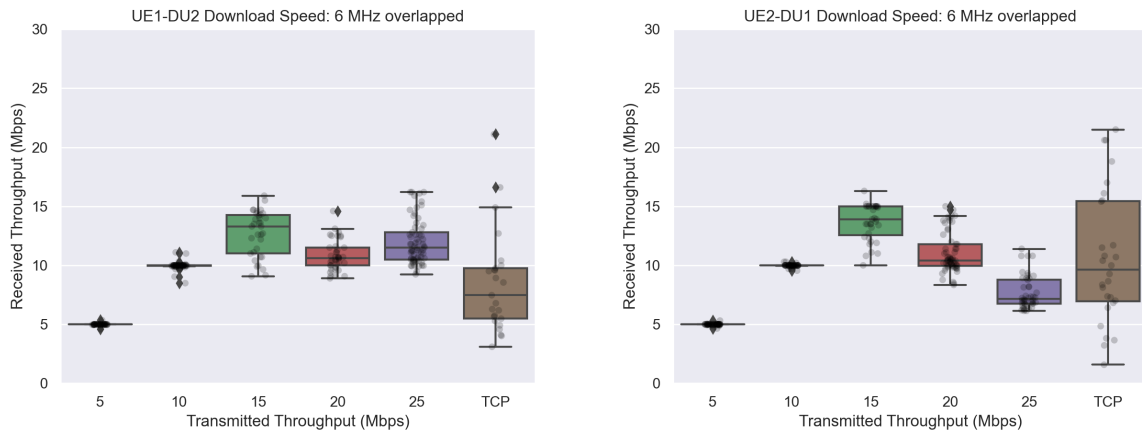 UE1-DU2 Download Speed: 6 MHz overlapped
30
25
20
15
10
5
0
Received Throughput (Mbps)
5 10 15 20 25 TCP
Transmitted Throughput (Mbps)
UE2-DU1 Download Speed: 6 MHz overlapped
30
25
20
15
10
5
0
Received Throughput (Mbps)
5 10 15 20 25 TCP
Transmitted Throughput (Mbps)